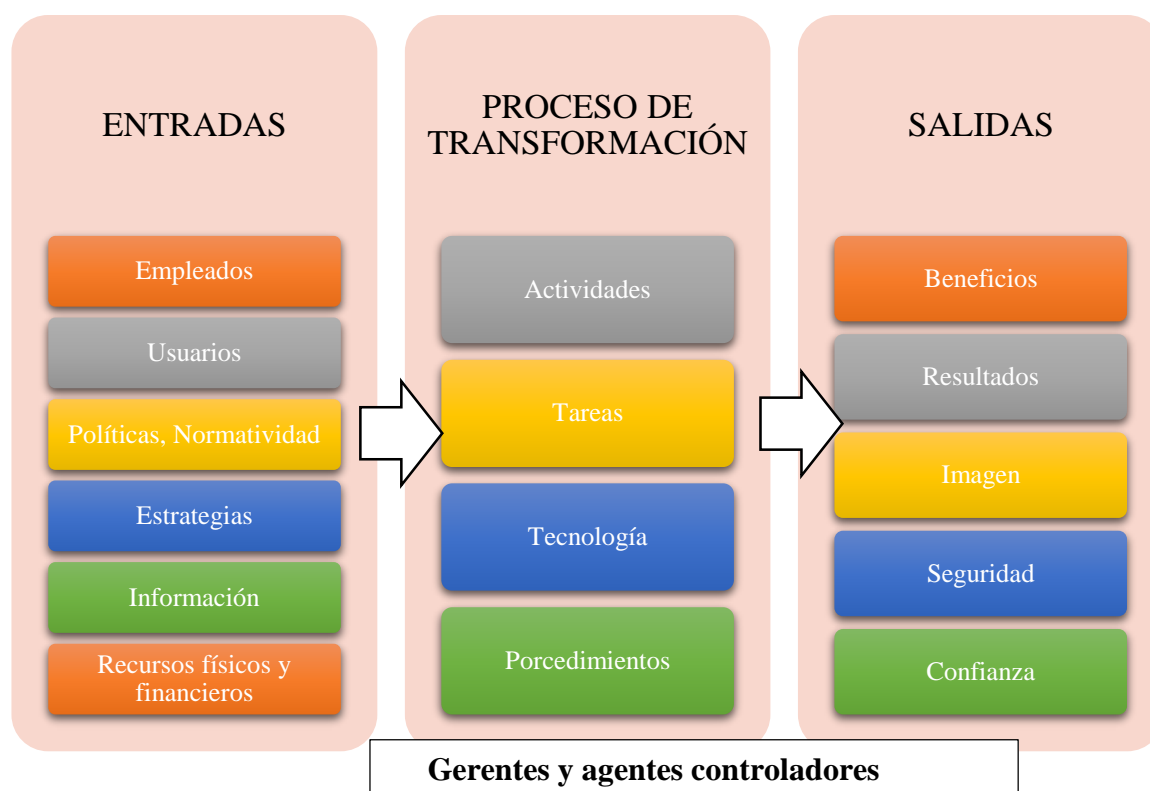 ENTRADAS
Empleados
Usuarios
Políticas, Normatividad
Estrategias
Información
Recursos físicos y
financieros
PROCESO DE
TRANSFORMACIÓN
Actividades
Tareas
Tecnología
Porcedimientos
SALIDAS
Beneficios
Resultados
Imagen
Seguridad
Confianza
Gerentes y agentes controladores